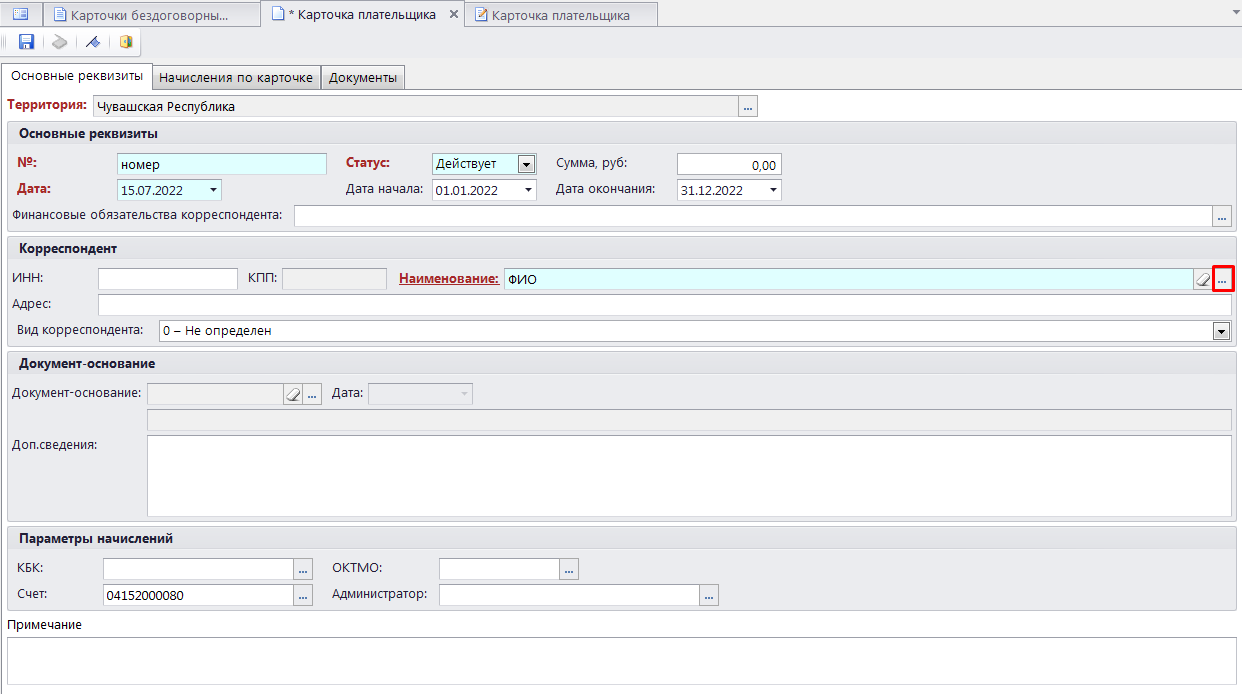 Карточки бездоговорны... * Карточка плательщика Карточка плательщика
Основные реквизиты Начисления по карточке Документы
Территория: Чувашская Республика ...
Основные реквизиты
№: номер Статус: Действует Сумма, руб: 0,00
Дата: 15.07.2022 Дата начала: 01.01.2022 Дата окончания: 31.12.2022
Финансовые обязательства корреспондента: ...
Корреспондент
ИНН: КПП: Наименование: ФИО ...
Адрес:
Вид корреспондента: 0 – Не определен
Документ-основание
Документ-основание: ... Дата:
Доп.сведения:
Параметры начислений
КБК: ... ОКТМО: ...
Счет: 04152000080 ... Администратор: ...
Примечание